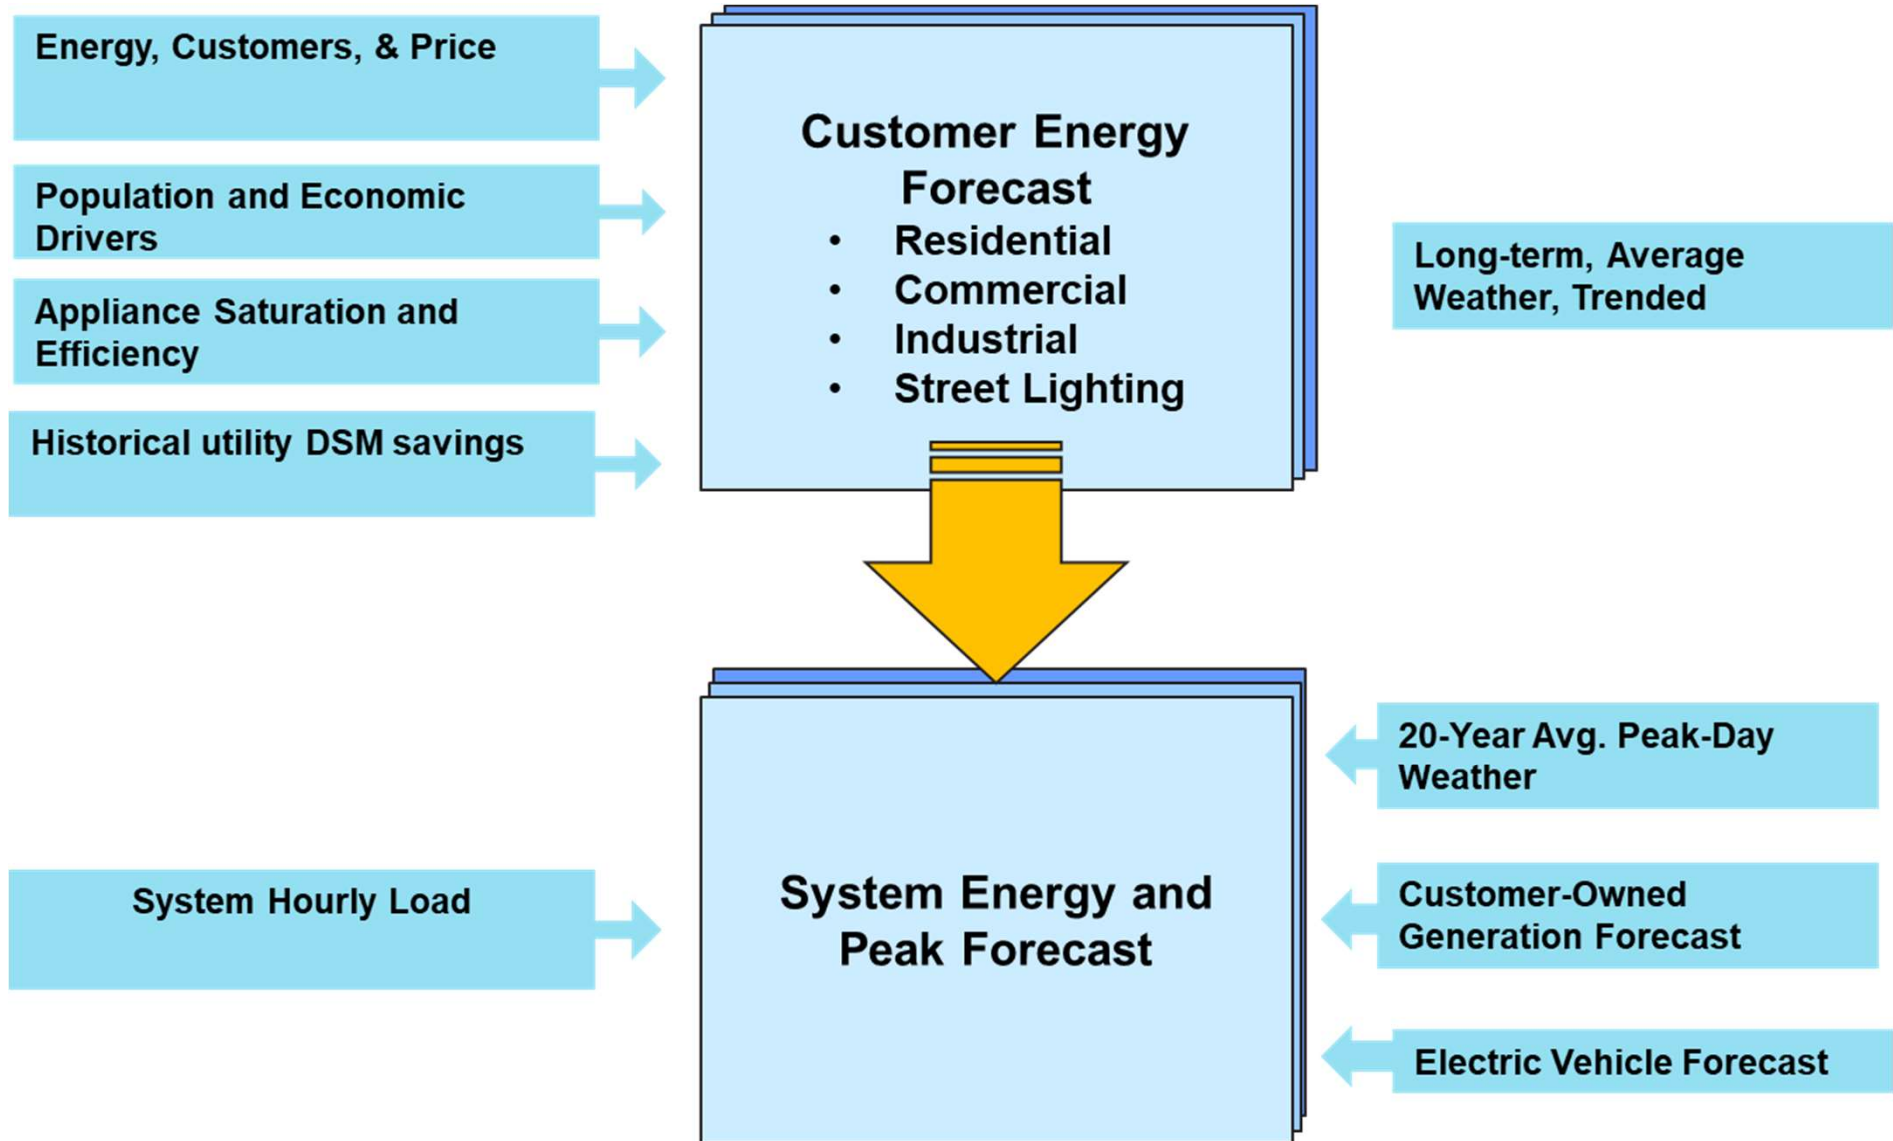 Energy, Customers, & Price
Population and Economic
Drivers
Appliance Saturation and
Efficiency
Historical utility DSM savings
Customer Energy
Forecast
• Residential
• Commercial
• Industrial
• Street Lighting
Long-term, Average
Weather, Trended
System Hourly Load
System Energy and
Peak Forecast
20-Year Avg. Peak-Day
Weather
Customer-Owned
Generation Forecast
Electric Vehicle Forecast